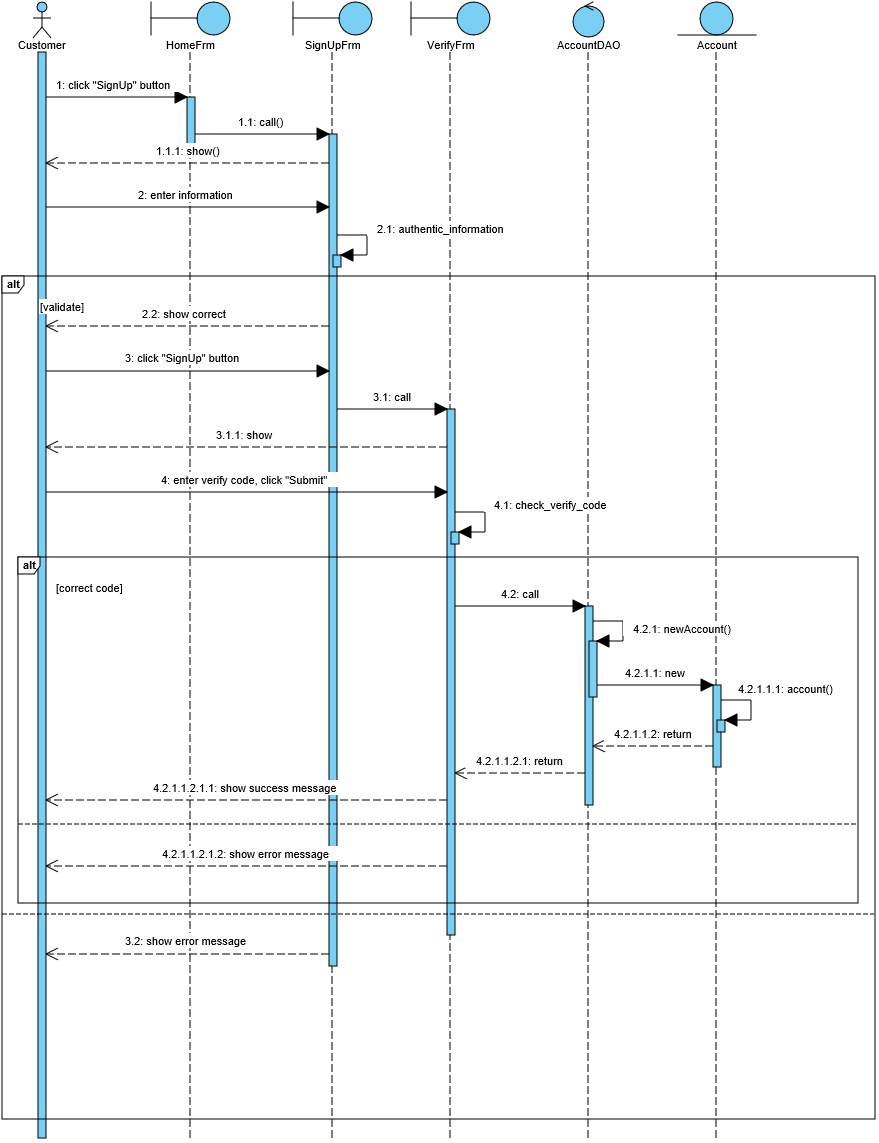 Customer
HomeFrm
SignUpFrm
VerifyFrm
AccountDAO
Account
1: click "SignUp" button
1.1: call()
1.1.1: show()
2: enter information
2.1: authentic_information
alt
[validate]
2.2: show correct
3: click "SignUp" button
3.1: call
3.1.1: show
4: enter verify code, click "Submit"
4.1: check_verify_code
alt
[correct code]
4.2: call
4.2.1: newAccount()
4.2.1.1: new
4.2.1.1.1: account()
4.2.1.1.2: return
4.2.1.1.2.1: return
4.2.1.1.2.1.1: show success message
4.2.1.1.2.1.2: show error message
3.2: show error message